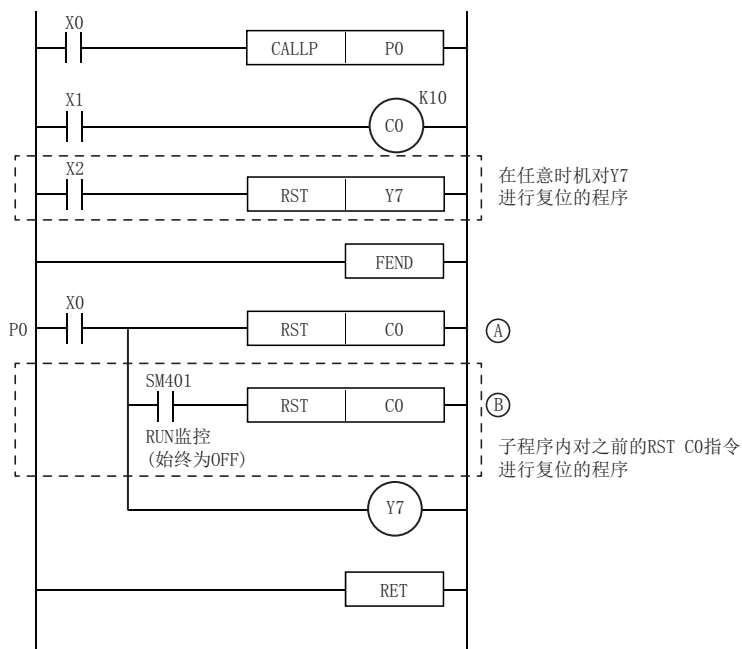 X0
CALLP P0
X1
K10
C0
X2
RST Y7
在任意时机对Y7
进行复位的程序
FEND
X0
P0
RST C0
A
SM401
RST C0
B
RUN监控
(始终为OFF)
子程序内对之前的RST C0指令
进行复位的程序
Y7
RET